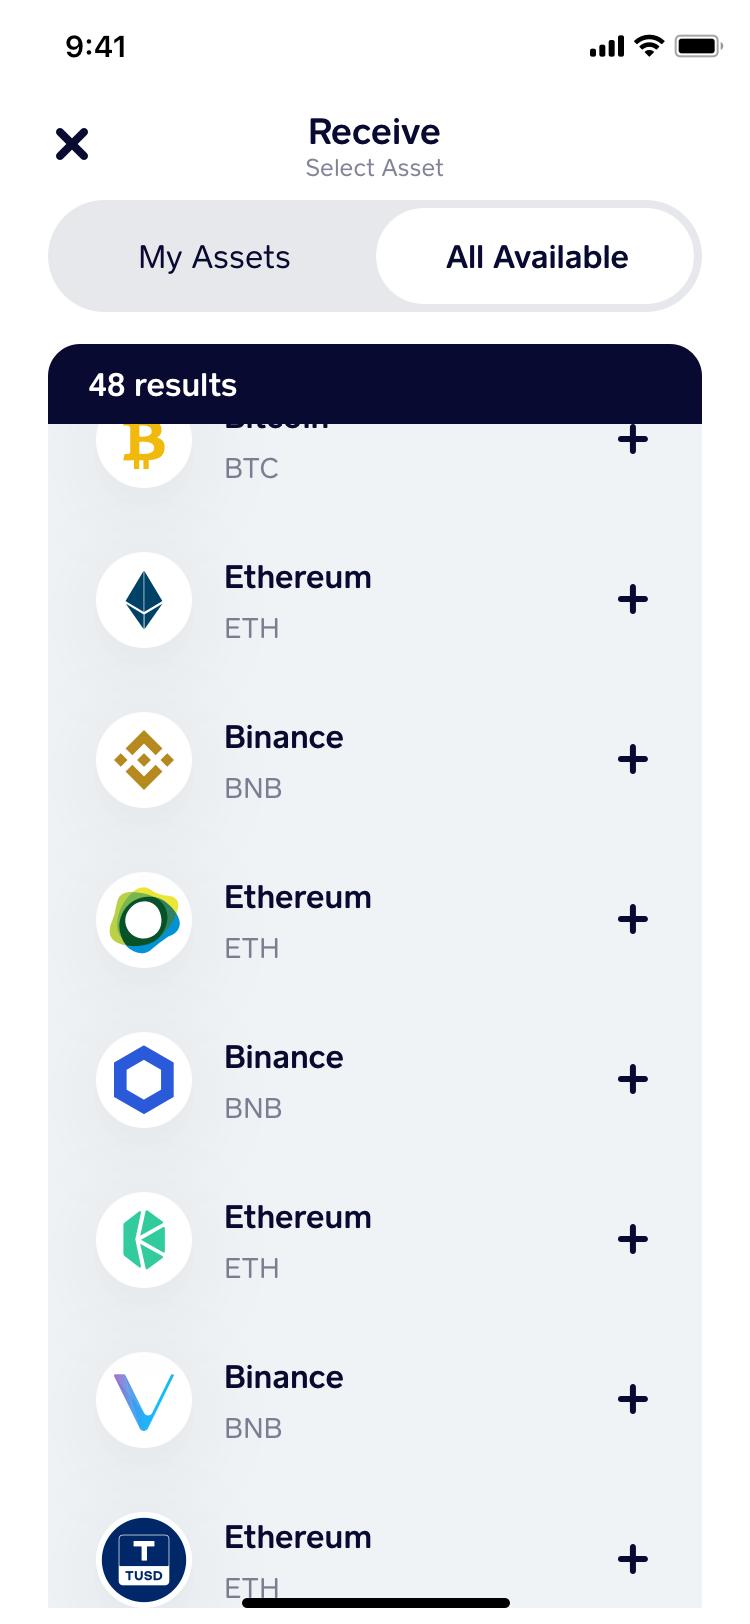 9:41
Receive
Select Asset
My Assets
All Available
48 results
Bitcoin
BTC
Ethereum
ETH
Binance
BNB
Ethereum
ETH
Binance
BNB
Ethereum
ETH
Binance
BNB
T
TUSD
Ethereum
ETH